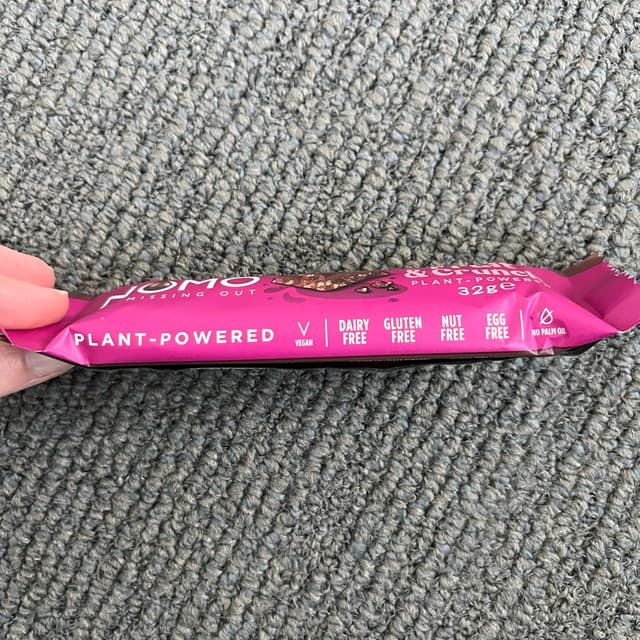 NOMO
MISSING OUT
& Crunch
PLANT-POWERED
32g℮
PLANT-POWERED
VEGAN
DAIRY
FREE
GLUTEN
FREE
NUT
FREE
EGG
FREE
NO PALM OIL